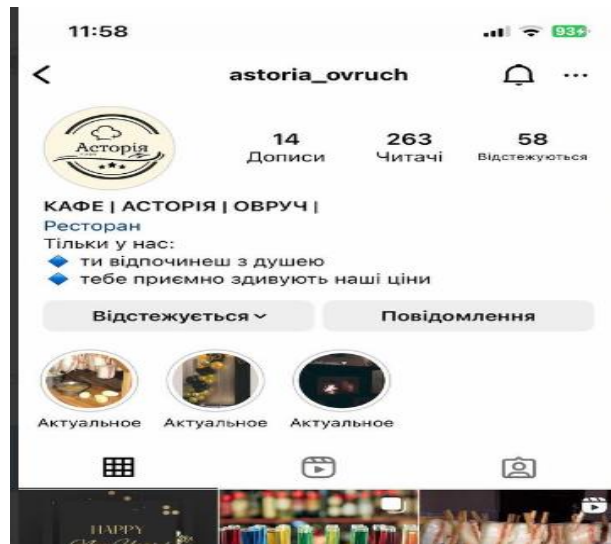 11:58
93
astoria_ovruch
Асторія
14
263
58
Дописи
Читачі
Відстежуються
КАФЕ | АСТОРІЯ | ОВРУЧ |
Ресторан
Тільки у нас:
ти відпочинеш з душею
тебе приємно здивують наші ціни
Відстежується
Повідомлення
Актуальное
Актуальное
Актуальное
HAPPY